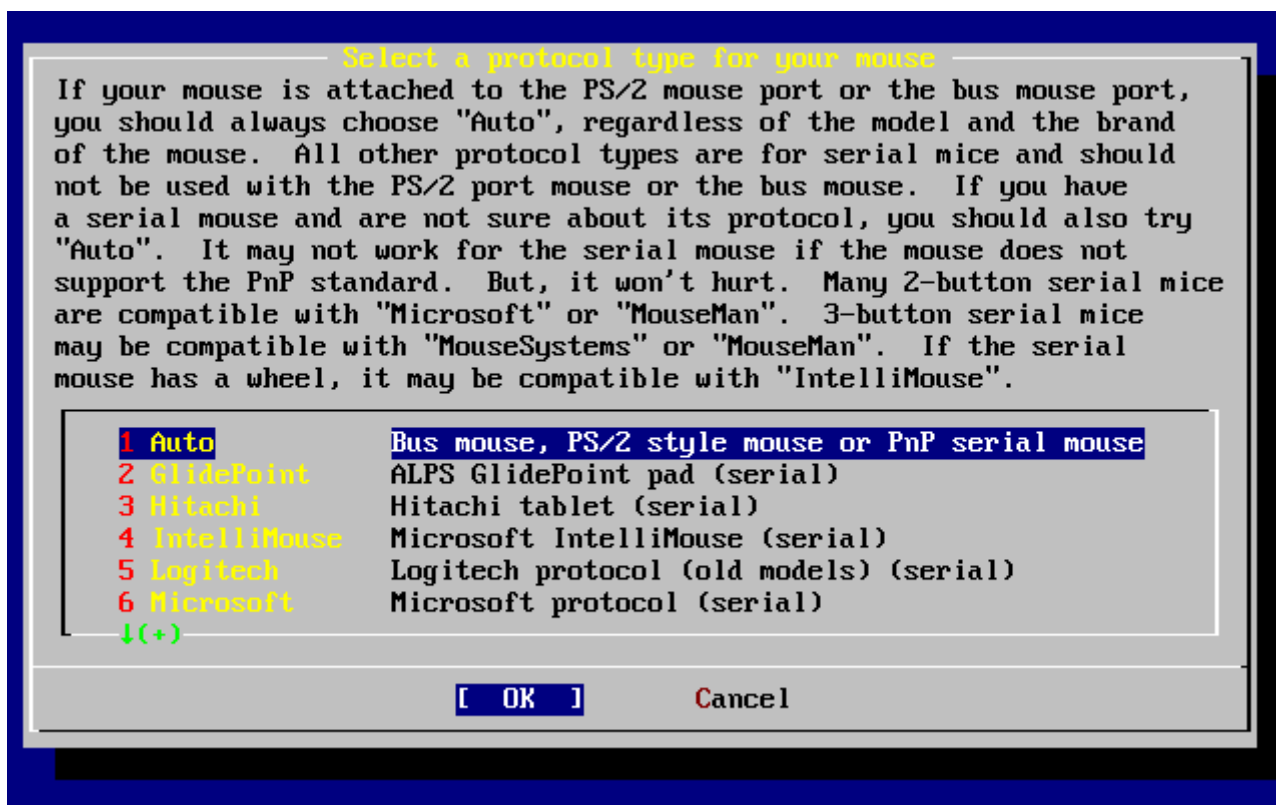 Select a protocol type for your mouse
If your mouse is attached to the PS/2 mouse port or the bus mouse port,
you should always choose "Auto", regardless of the model and the brand
of the mouse.  All other protocol types are for serial mice and should
not be used with the PS/2 port mouse or the bus mouse.  If you have
a serial mouse and are not sure about its protocol, you should also try
"Auto".  It may not work for the serial mouse if the mouse does not
support the PnP standard.  But, it won't hurt.  Many 2-button serial mice
are compatible with "Microsoft" or "MouseMan".  3-button serial mice
may be compatible with "MouseSystems" or "MouseMan".  If the serial
mouse has a wheel, it may be compatible with "IntelliMouse".
1 Auto Bus mouse, PS/2 style mouse or PnP serial mouse
2 GlidePoint ALPS GlidePoint pad (serial)
3 Hitachi Hitachi tablet (serial)
4 IntelliMouse Microsoft IntelliMouse (serial)
5 Logitech Logitech protocol (old models) (serial)
6 Microsoft Microsoft protocol (serial)
↓(+)
[ OK ] Cancel